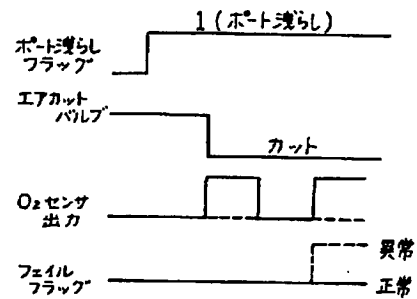 1(ポート洩らし)
ポート洩らし
フラッグ
エアカット
バルブ
カット
O2センサ
出力
異常
フェイル
フラッグ
正常